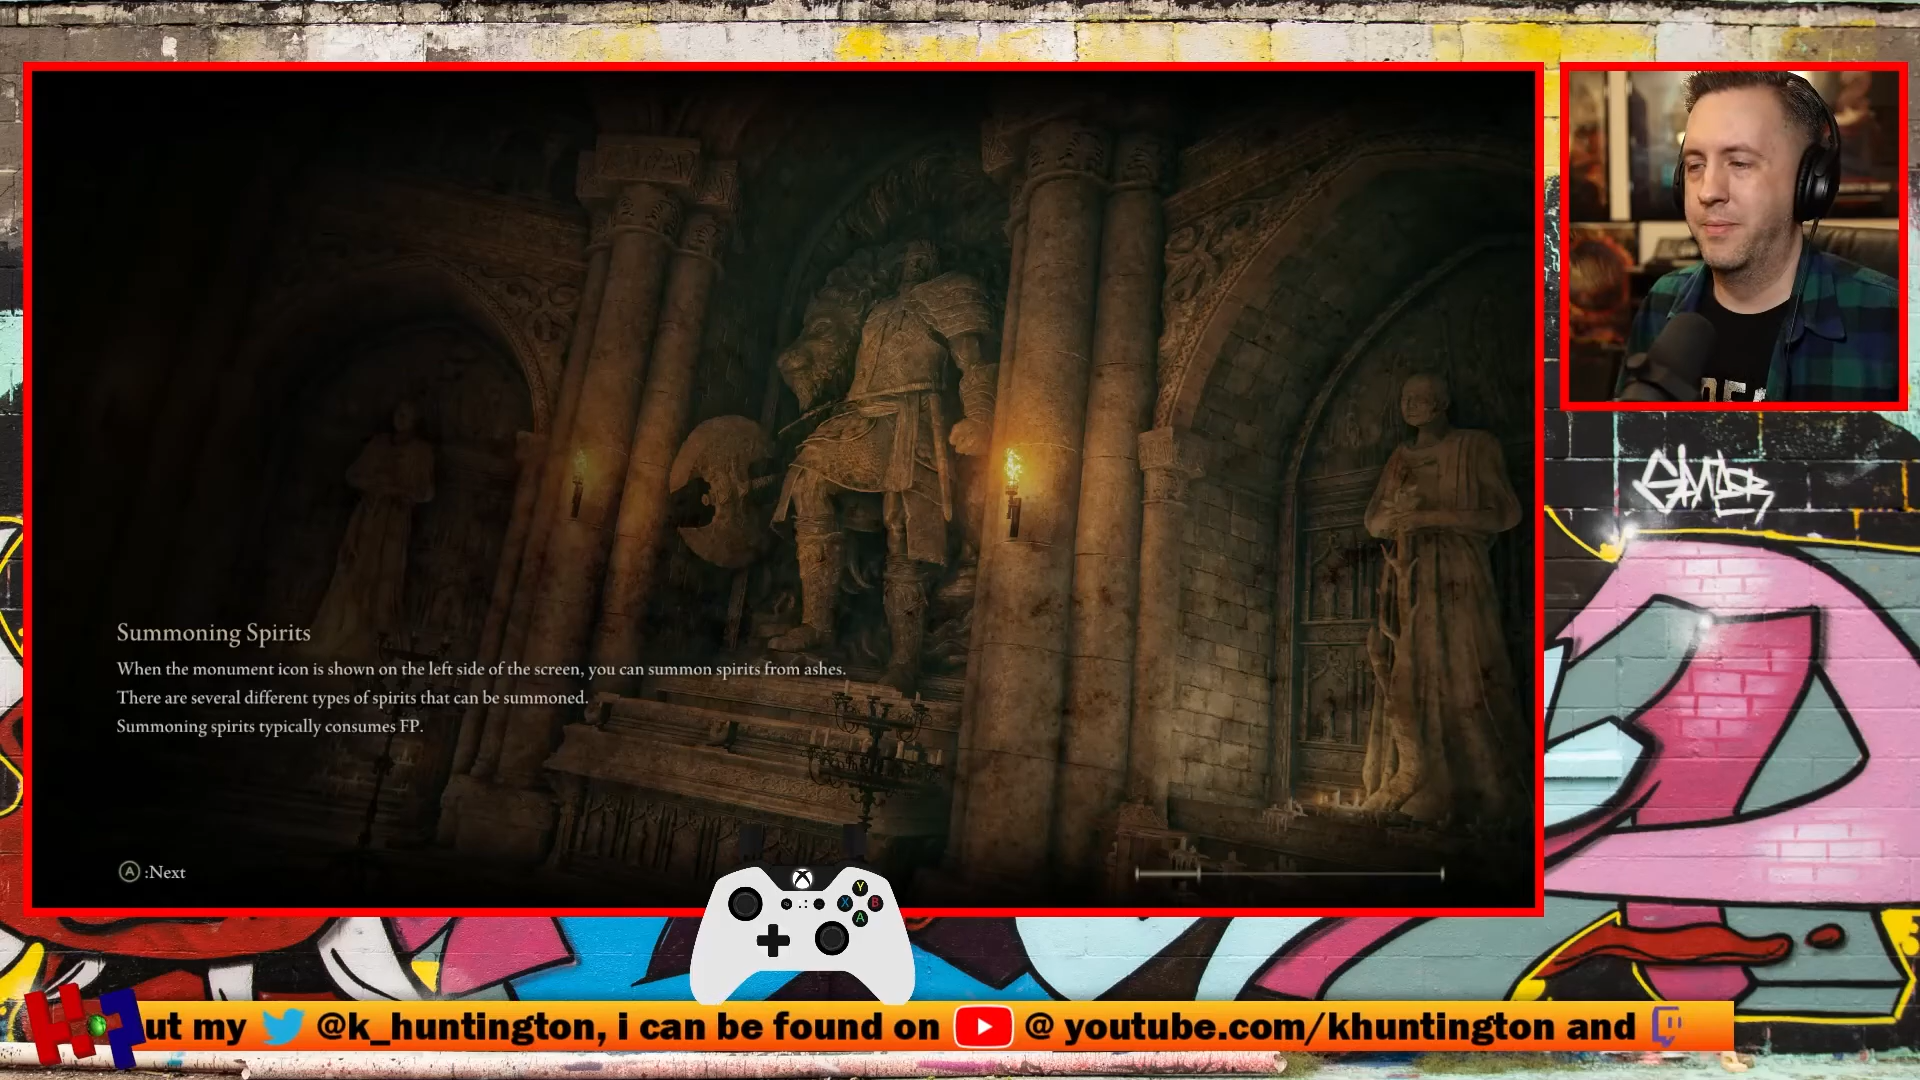 Summoning Spirits
When the monument icon is shown on the left side of the screen, you can summon spirits from ashes.
There are several different types of spirits that can be summoned.
Summoning spirits typically consumes FP.
A :Next
Y
X B
A
HF ut my @k_huntington, i can be found on @ youtube.com/khuntington and